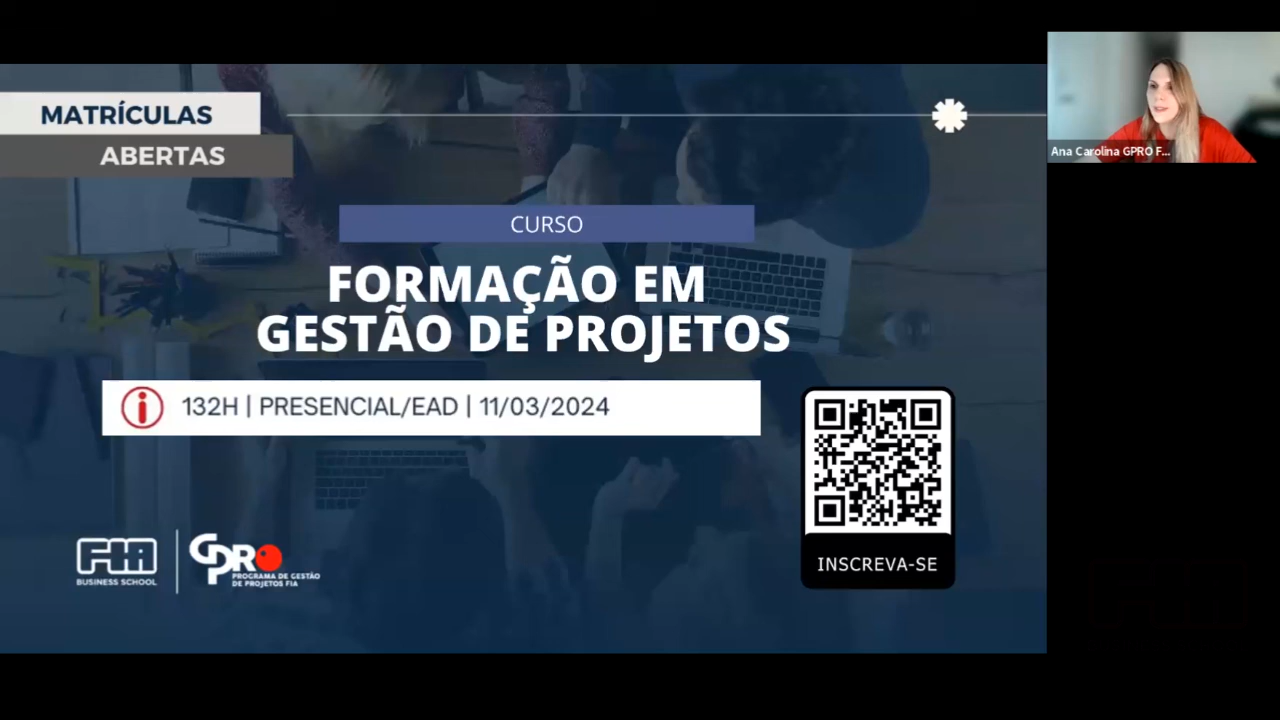 MATRÍCULAS
ABERTAS
CURSO
FORMAÇÃO EM
GESTÃO DE PROJETOS
132H | PRESENCIAL/EAD | 11/03/2024
INSCREVA-SE
FIA
BUSINESS SCHOOL
GPRO
PROGRAMA DE GESTÃO
DE PROJETOS FIA
Ana Carolina GPRO F...